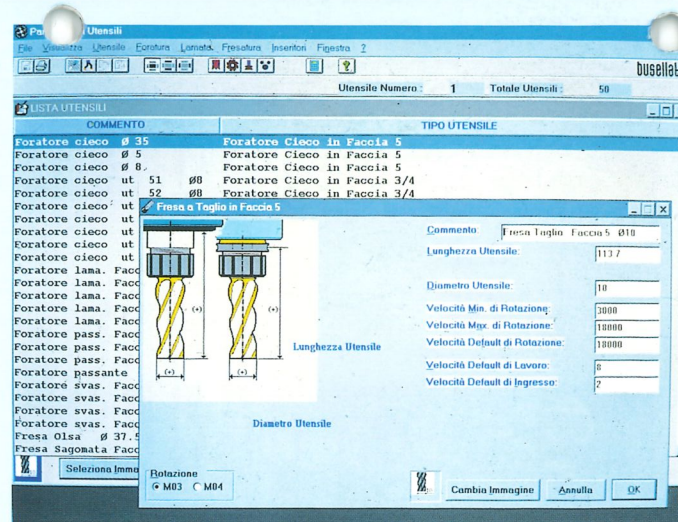 Utensili
File Visualizza Utensile Foratura Lamata Fresatura Inseritori Finestra ?
busellat
Utensile Numero : 1 Totale Utensili : 50
LISTA UTENSILI
COMMENTO TIPO UTENSILE
Foratore cieco Ø 35 Foratore Cieco in Faccia 5
Foratore cieco Ø 5 Foratore Cieco in Faccia 5
Foratore cieco Ø 8 Foratore Cieco in Faccia 5
Foratore cieco ut 51 Ø8 Foratore Cieco in Faccia 3/4
Foratore cieco ut 52 Ø8 Foratore Cieco in Faccia 3/4
Foratore cieco ut
Foratore cieco ut
Foratore cieco ut
Foratore cieco ut
Foratore cieco ut
Foratore lama. Facc
Foratore lama. Facc
Foratore lama. Facc
Foratore lama. Facc
Foratore lama. Facc
Foratore pass. Facc
Foratore pass. Facc
Foratore pass. Facc
Foratore passante
Foratore svas. Facc
Foratore svas. Facc
Foratore svas. Facc
Foratore svas. Facc
Fresa Olsa Ø 37.5
Fresa Sagomata Facc
Seleziona Immo
Fresa a Taglio in Faccia 5
Commento: Fresa Taglio Faccia 5 Ø18
Lunghezza Utensile: 113.7
Diametro Utensile: 18
Velocità Min. di Rotazione: 3000
Velocità Max. di Rotazione: 18000
Velocità Default di Rotazione: 18000
Velocità Default di Lavoro: 8
Velocità Default di Ingresso: 2
(+) (+)
Lunghezza Utensile
(+) (+)
Diametro Utensile
Rotazione
M03 M04
Cambia Immagine Annulla OK